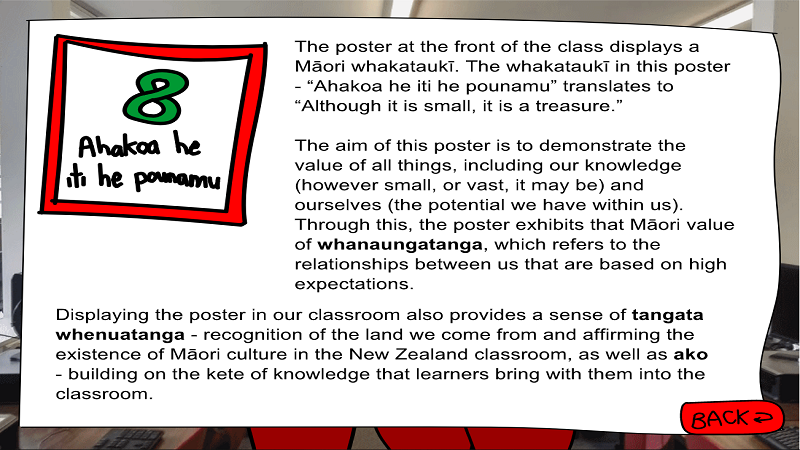 8
Ahakoa he
iti he pounamu
The poster at the front of the class displays a
Māori whakataukī. The whakataukī in this poster
- “Ahakoa he iti he pounamu” translates to
“Although it is small, it is a treasure.”
The aim of this poster is to demonstrate the
value of all things, including our knowledge
(however small, or vast, it may be) and
ourselves (the potential we have within us).
Through this, the poster exhibits that Māori value
of whanaungatanga, which refers to the
relationships between us that are based on high
expectations.
Displaying the poster in our classroom also provides a sense of tangata
whenuatanga - recognition of the land we come from and affirming the
existence of Māori culture in the New Zealand classroom, as well as ako
- building on the kete of knowledge that learners bring with them into the
classroom.
BACK